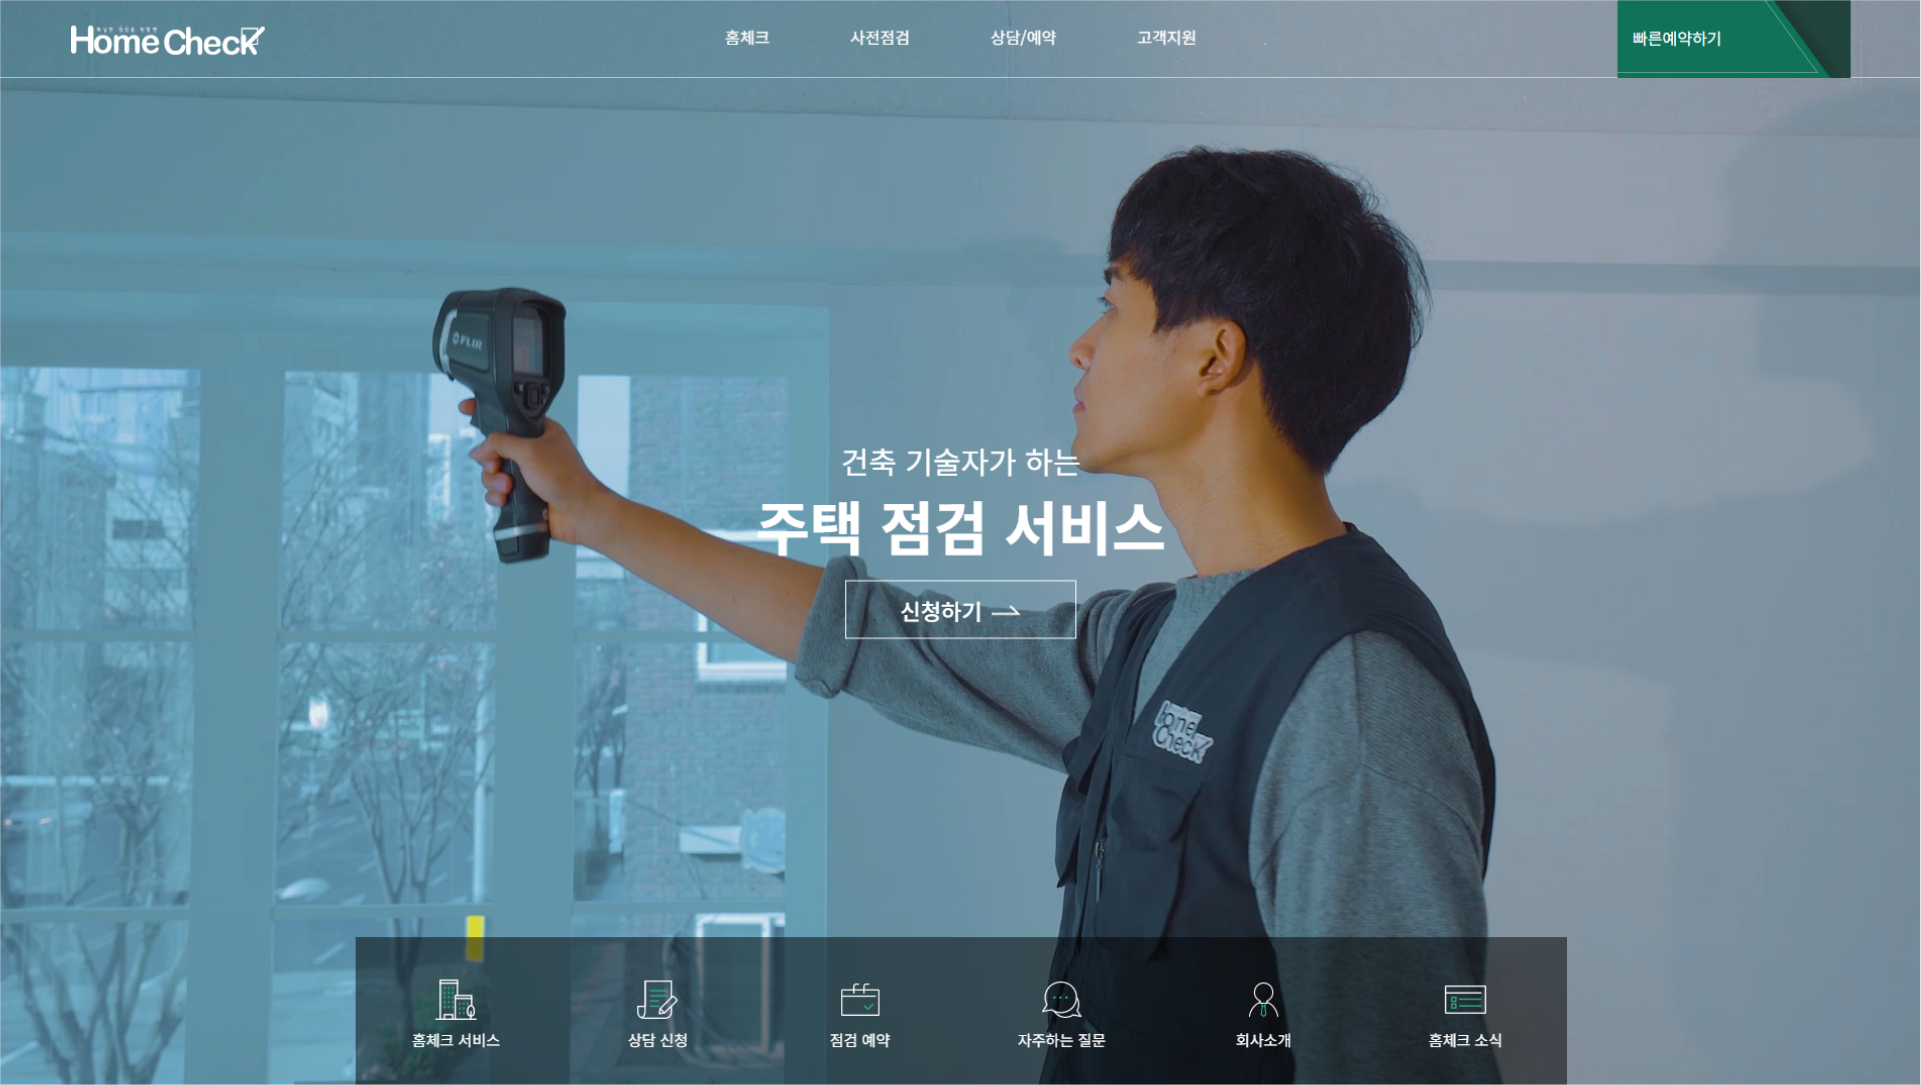 Home Check
홈체크
사전점검
상담/예약
고객지원
빠른예약하기
FLIR
건축 기술자가 하는
주택 점검 서비스
신청하기
Home
Check
홈체크 서비스
상담 신청
점검 예약
자주하는 질문
회사소개
홈체크 소식